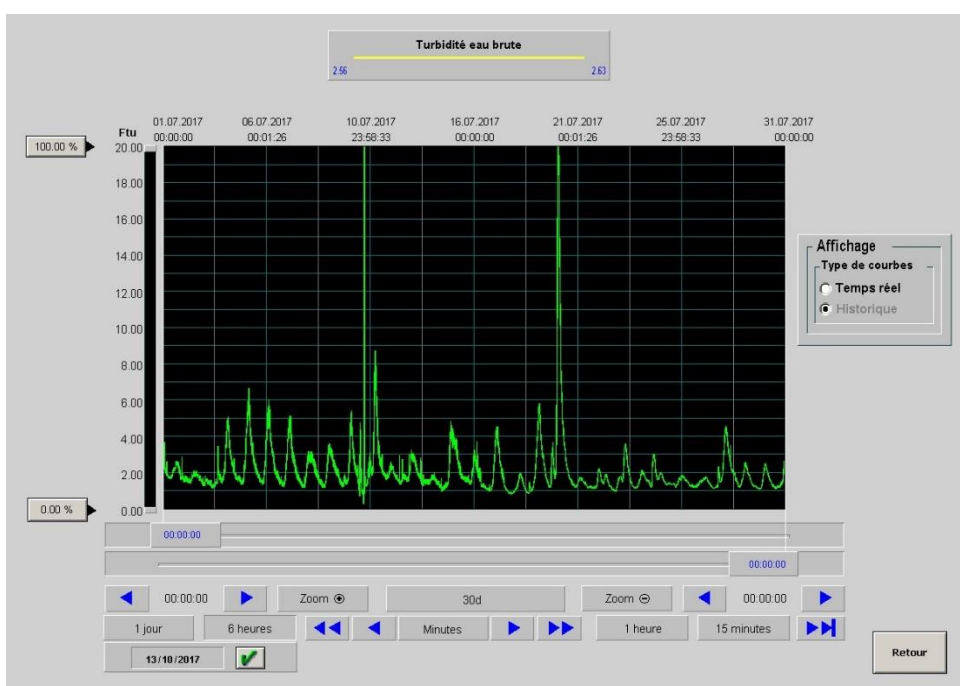 Turbidité eau brute
2.56 2.63
01.07.2017 06.07.2017 10.07.2017 16.07.2017 21.07.2017 25.07.2017 31.07.2017
Ftu 00:00:00 00:01:26 23:58:33 00:00:00 00:01:26 23:58:33 00:00:00
100.00 % 20.00
18.00
16.00
14.00
12.00
10.00
8.00
6.00
4.00
2.00
0.00 % 0.00
Affichage
Type de courbes
Temps réel
Historique
00:00:00
00:00:00
00:00:00 Zoom 30d Zoom 00:00:00
1 jour 6 heures Minutes 1 heure 15 minutes
13/10/2017
Retour